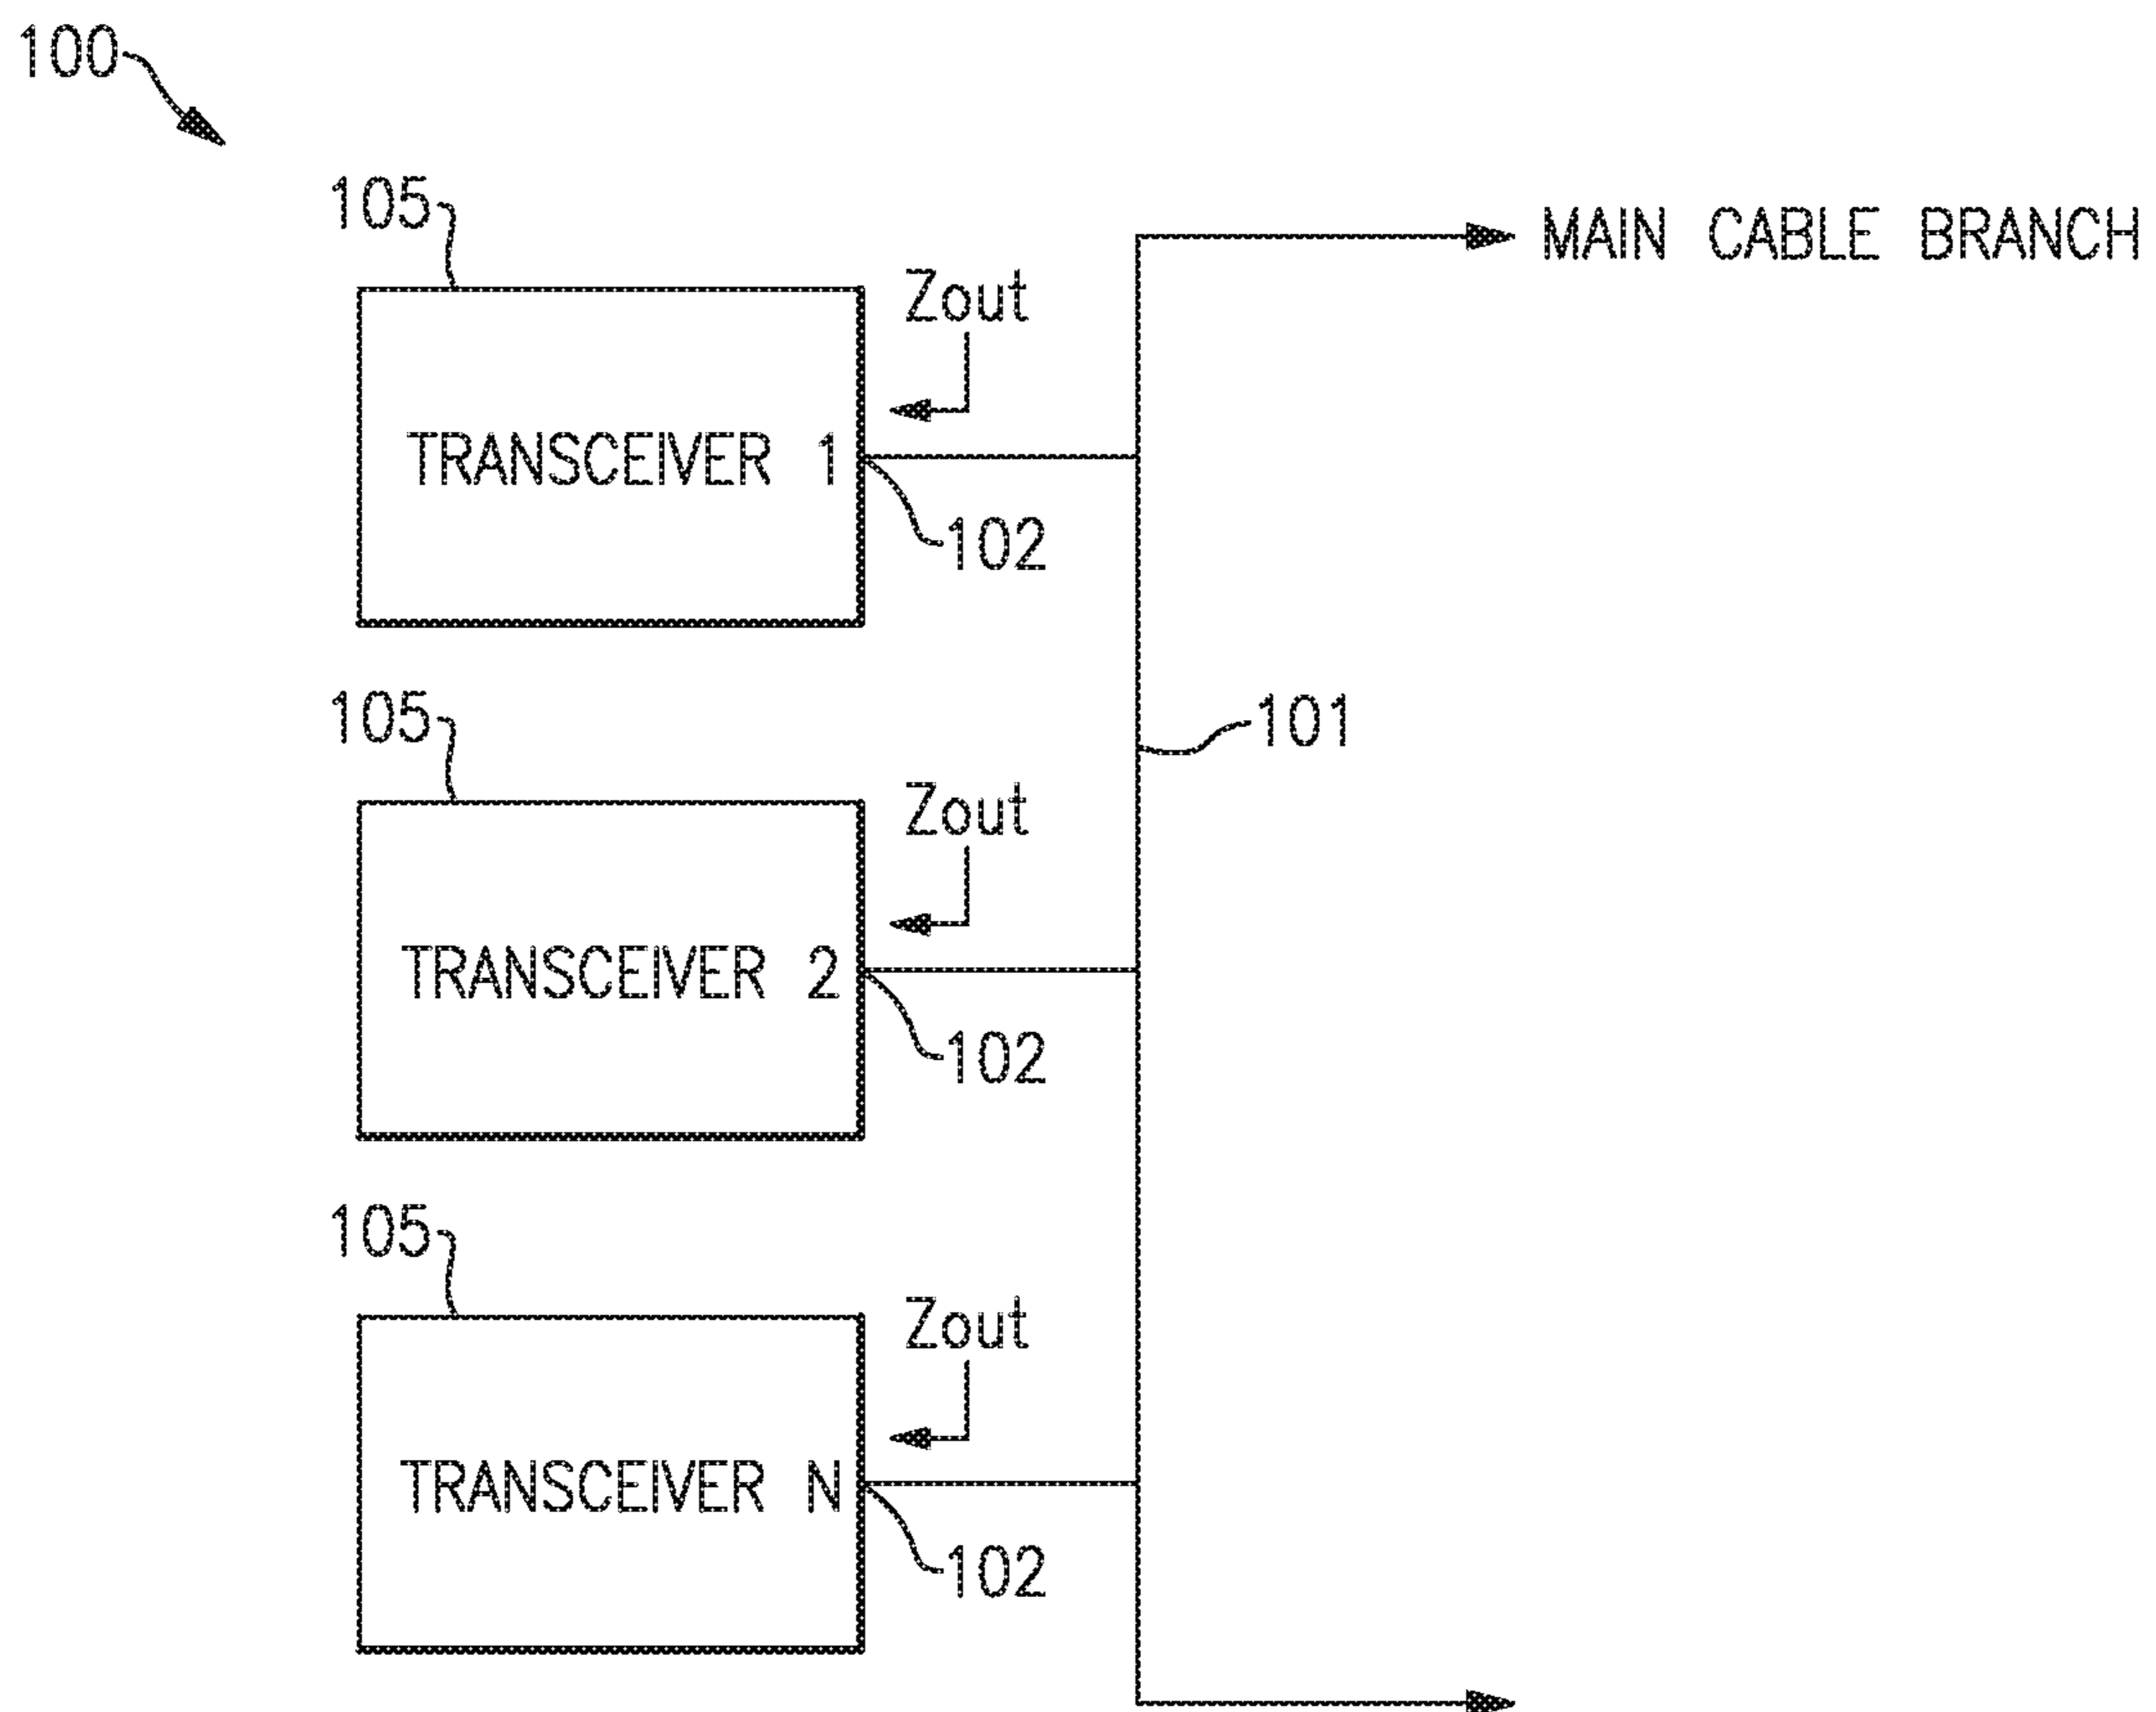 100
105
MAIN CABLE BRANCH
Zout
TRANSCEIVER 1
102
105
101
Zout
TRANSCEIVER 2
102
105
Zout
TRANSCEIVER N
102